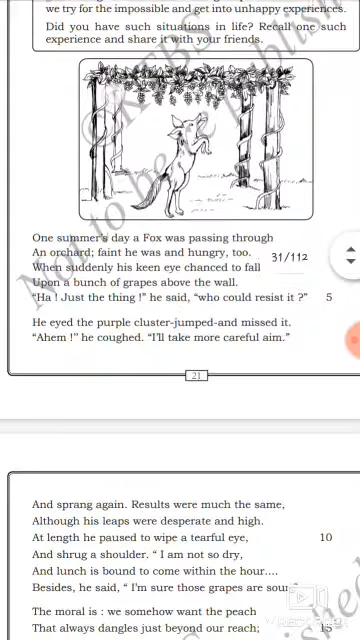 we try for the impossible and get into unhappy experiences.
Did you have such situations in life? Recall one such
experience and share it with your friends.
One summer's day a Fox was passing through
An orchard; faint he was and hungry, too.
31/112
When suddenly his keen eye chanced to fall
Upon a bunch of grapes above the wall.
"Ha ! Just the thing !" he said, "who could resist it ?" 5
He eyed the purple cluster-jumped-and missed it.
"Ahem !" he coughed. "I'll take more careful aim."
21
And sprang again. Results were much the same,
Although his leaps were desperate and high.
At length he paused to wipe a tearful eye, 10
And shrug a shoulder. " I am not so dry,
And lunch is bound to come within the hour....
Besides, he said, " I'm sure those grapes are
The moral is : we somehow want the peach
That always dangles just beyond our reach; 15
©KTBS
Not to be republished
RECORDER